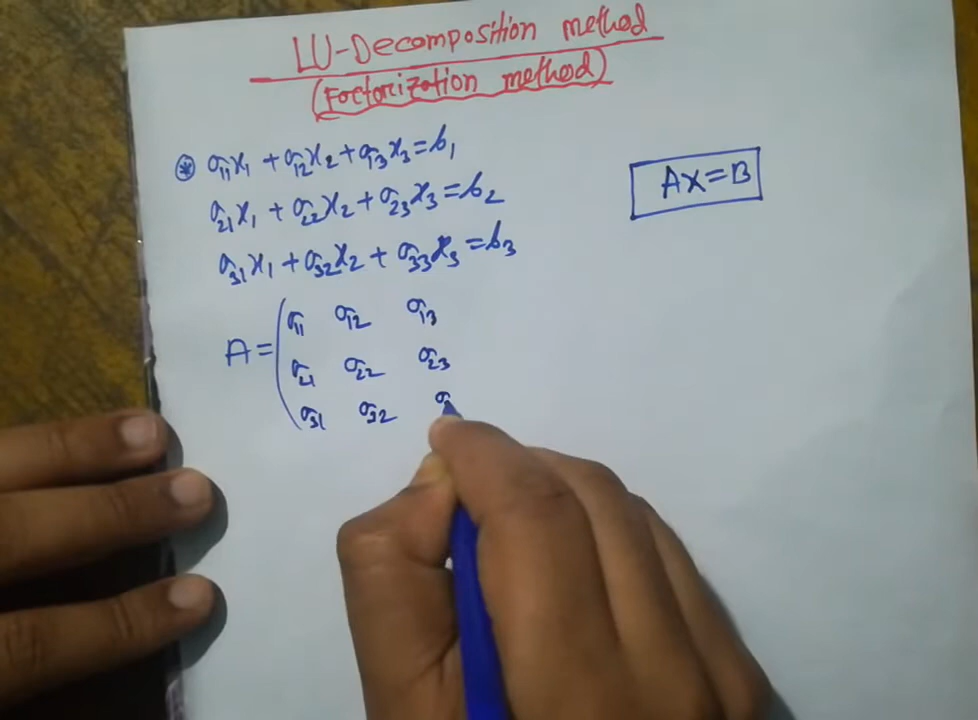 LU-Decomposition method
(Factorization method)
* a₁₁x₁ + a₁₂x₂ + a₁₃x₃ = b₁
AX = B
a₂₁x₁ + a₂₂x₂ + a₂₃x₃ = b₂
a₃₁x₁ + a₃₂x₂ + a₃₃x₃ = b₃
a₁₁ a₁₂ a₁₃
A = ( a₂₁ a₂₂ a₂₃
a₃₁ a₃₂ a